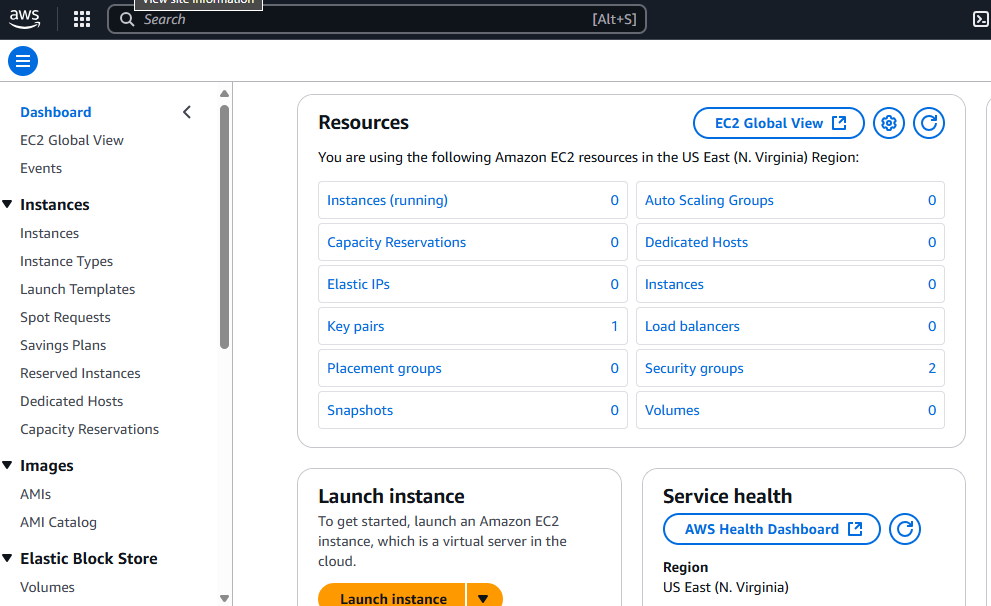 View site information
aws
Search
[Alt+S]
Dashboard
EC2 Global View
Events
Instances
Instances
Instance Types
Launch Templates
Spot Requests
Savings Plans
Reserved Instances
Dedicated Hosts
Capacity Reservations
Images
AMIs
AMI Catalog
Elastic Block Store
Volumes
Resources
EC2 Global View
You are using the following Amazon EC2 resources in the US East (N. Virginia) Region:
Instances (running) 0
Auto Scaling Groups 0
Capacity Reservations 0
Dedicated Hosts 0
Elastic IPs 0
Instances 0
Key pairs 1
Load balancers 0
Placement groups 0
Security groups 2
Snapshots 0
Volumes 0
Launch instance
To get started, launch an Amazon EC2
instance, which is a virtual server in the
cloud.
Launch instance
Service health
AWS Health Dashboard
Region
US East (N. Virginia)